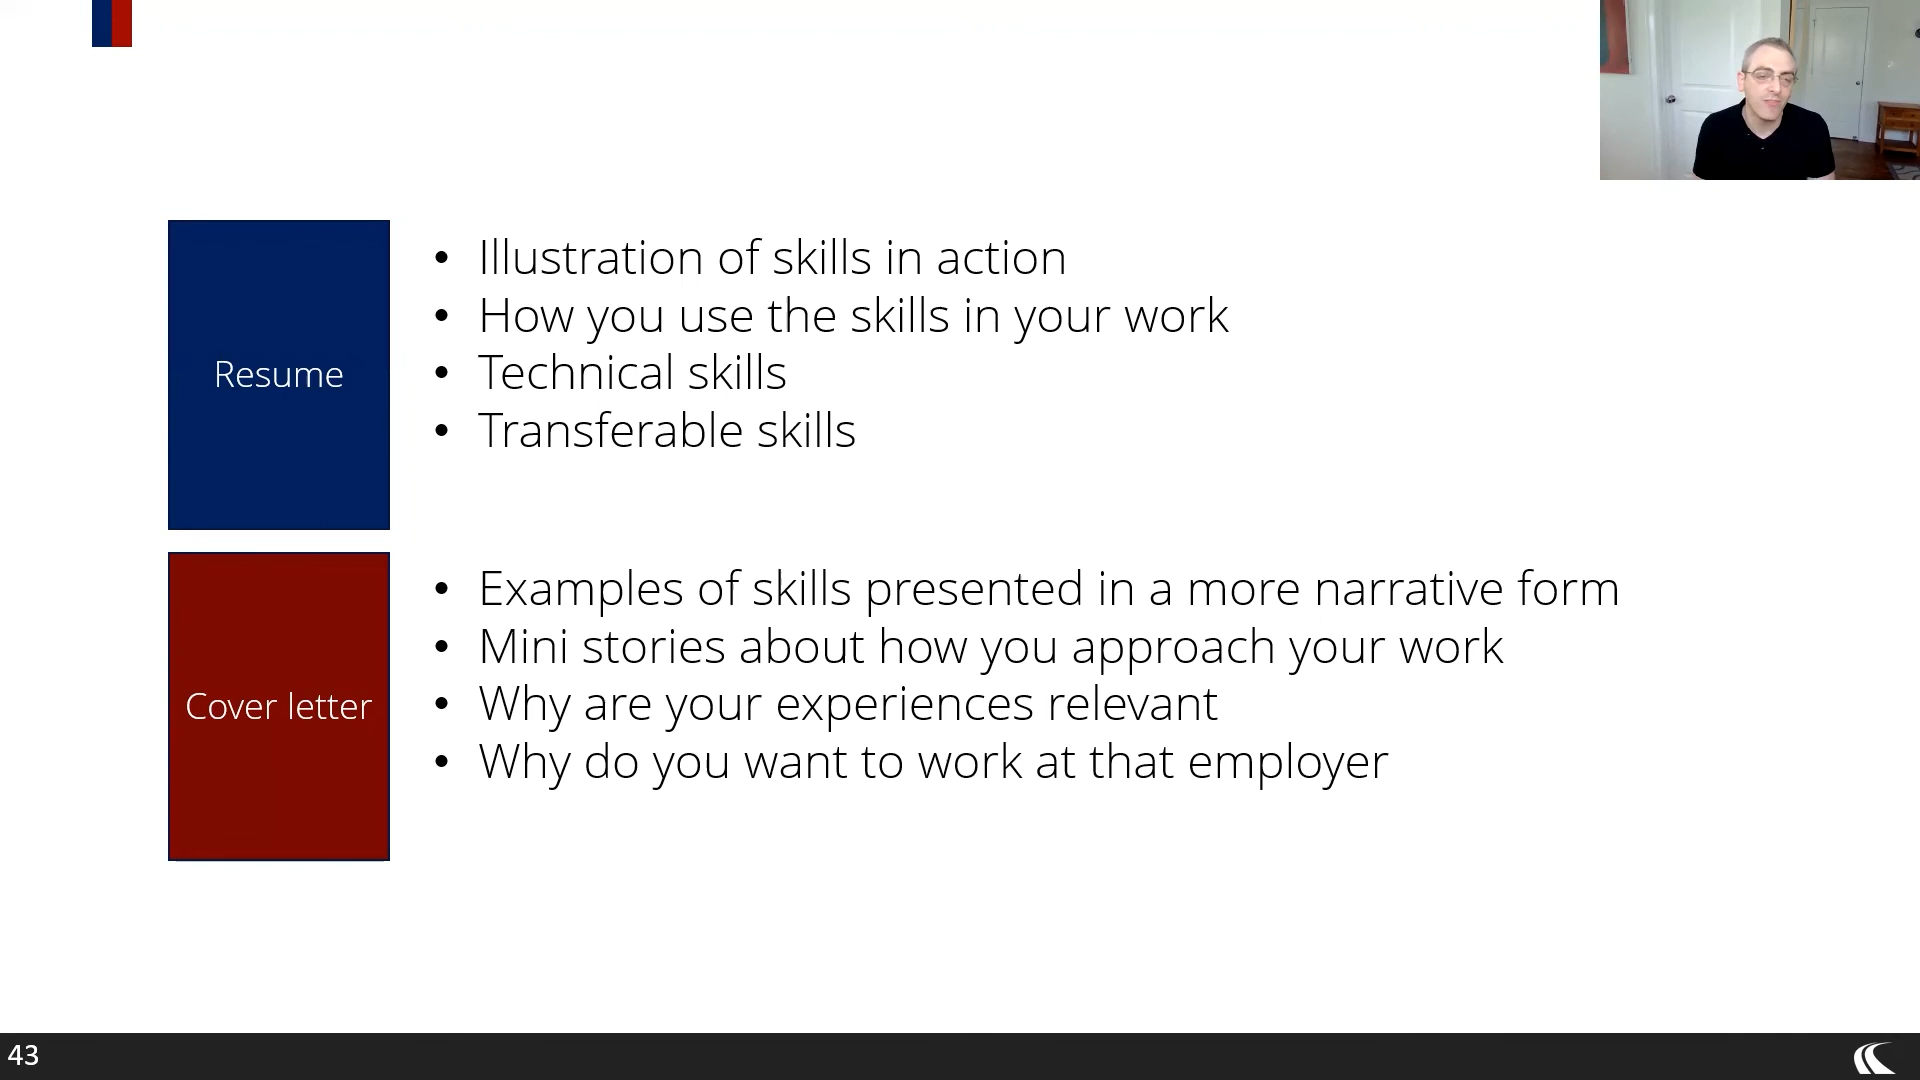 Resume
• Illustration of skills in action
• How you use the skills in your work
• Technical skills
• Transferable skills
Cover letter
• Examples of skills presented in a more narrative form
• Mini stories about how you approach your work
• Why are your experiences relevant
• Why do you want to work at that employer
43